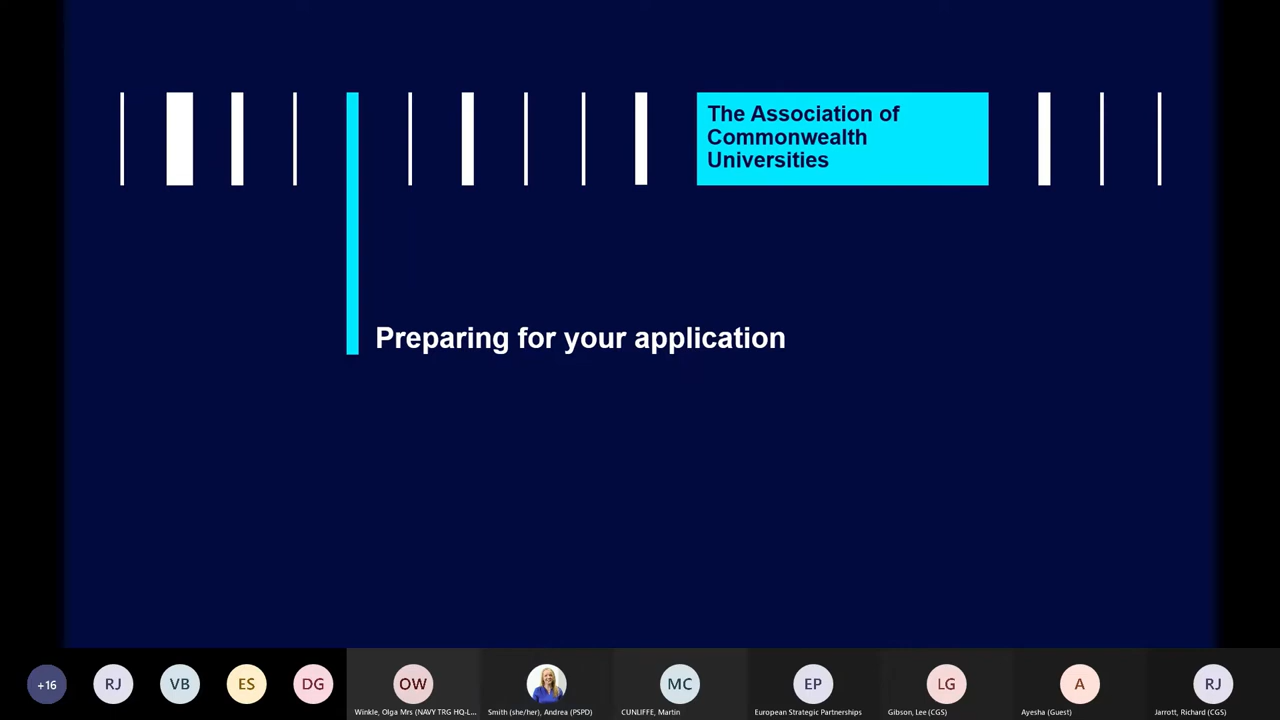 The Association of
Commonwealth
Universities
Preparing for your application
+16
RJ
VB
ES
DG
OW
MC
EP
LG
A
RJ
Winkle, Olga Mrs (NAVY TRG HQ-L...
Smith (she/her), Andrea (PSPD)
CUNLIFFE, Martin
European Strategic Partnerships
Gibson, Lee (CGS)
Ayesha (Guest)
Jarrott, Richard (CGS)